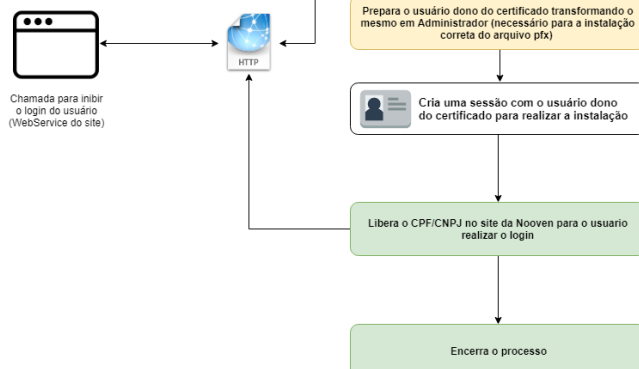 Prepara o usuário dono do certificado transformando o
mesmo em Administrador (necessário para a instalação
correta do arquivo pfx)
HTTP
Chamada para inibir
o login do usuário
(WebService do site)
Cria uma sessão com o usuário dono
do certificado para realizar a instalação
Libera o CPF/CNPJ no site da Nooven para o usuario
realizar o login
Encerra o processo